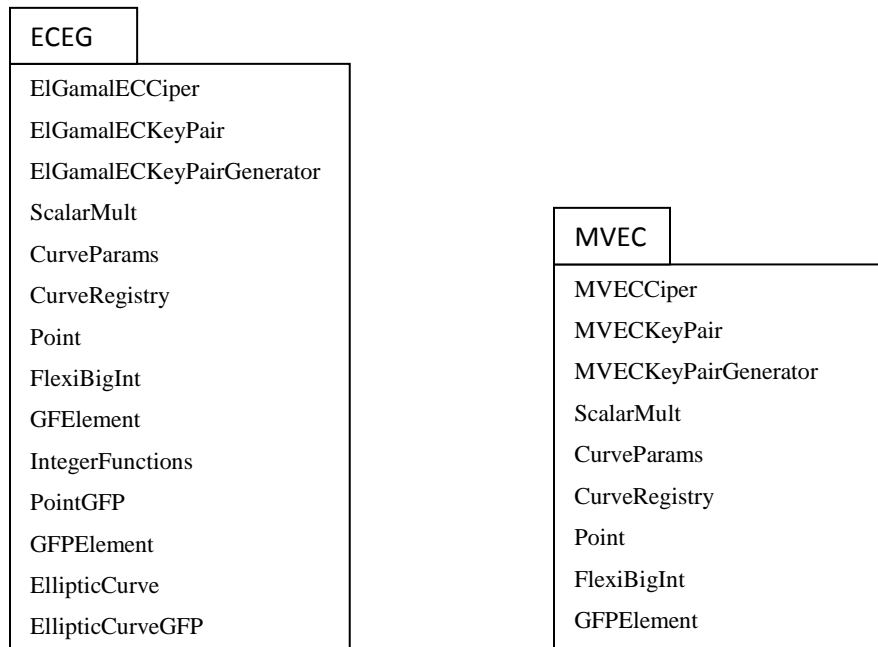 ECEG
ElGamalECCiper
ElGamalECKeyPair
ElGamalECKeyPairGenerator
ScalarMult
CurveParams
CurveRegistry
Point
FlexiBigInt
GFElement
IntegerFunctions
PointGFP
GFPElement
EllipticCurve
EllipticCurveGFP
MVEC
MVECCiper
MVECKeyPair
MVECKeyPairGenerator
ScalarMult
CurveParams
CurveRegistry
Point
FlexiBigInt
GFPElement